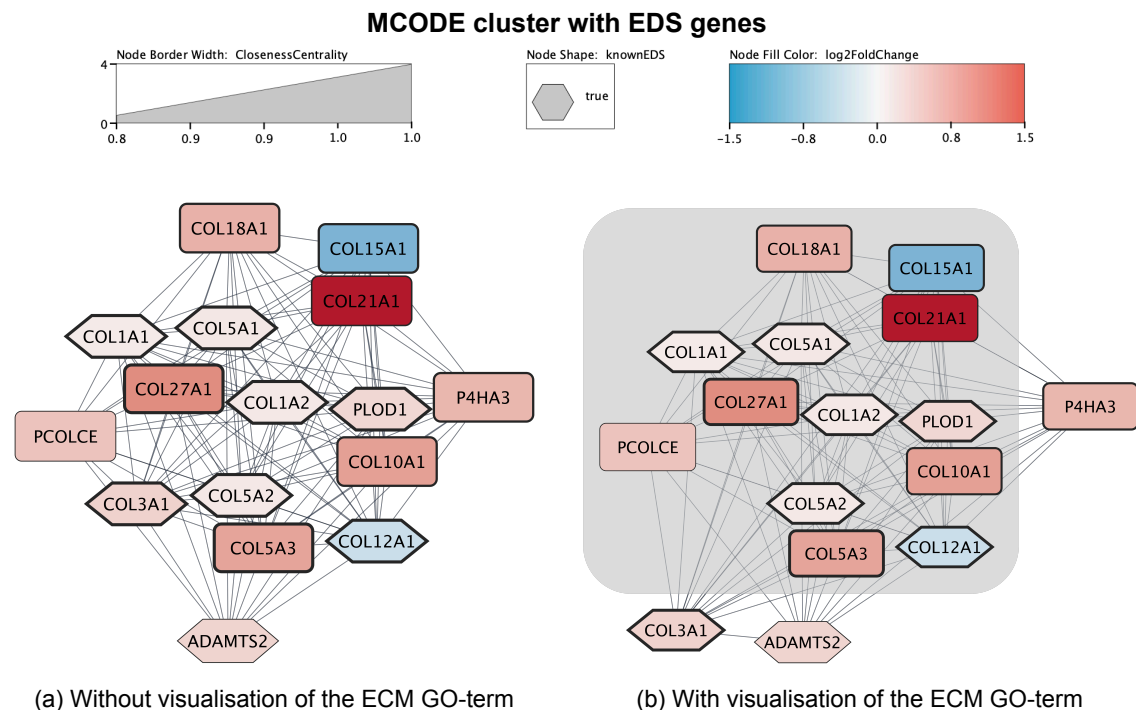 MCODE cluster with EDS genes
Node Border Width: ClosenessCentrality
4
0
0.8 0.9 0.9 1.0 1.0
Node Shape: knownEDS
true
Node Fill Color: log2FoldChange
-1.5 -0.8 0.0 0.8 1.5
COL18A1
COL15A1
COL21A1
COL1A1
COL5A1
COL27A1
COL1A2
PLOD1
P4HA3
PCOLCE
COL10A1
COL3A1
COL5A2
COL5A3
COL12A1
ADAMTS2
(a) Without visualisation of the ECM GO-term
COL18A1
COL15A1
COL21A1
COL1A1
COL5A1
COL27A1
COL1A2
PLOD1
P4HA3
PCOLCE
COL10A1
COL5A2
COL5A3
COL12A1
COL3A1
ADAMTS2
(b) With visualisation of the ECM GO-term